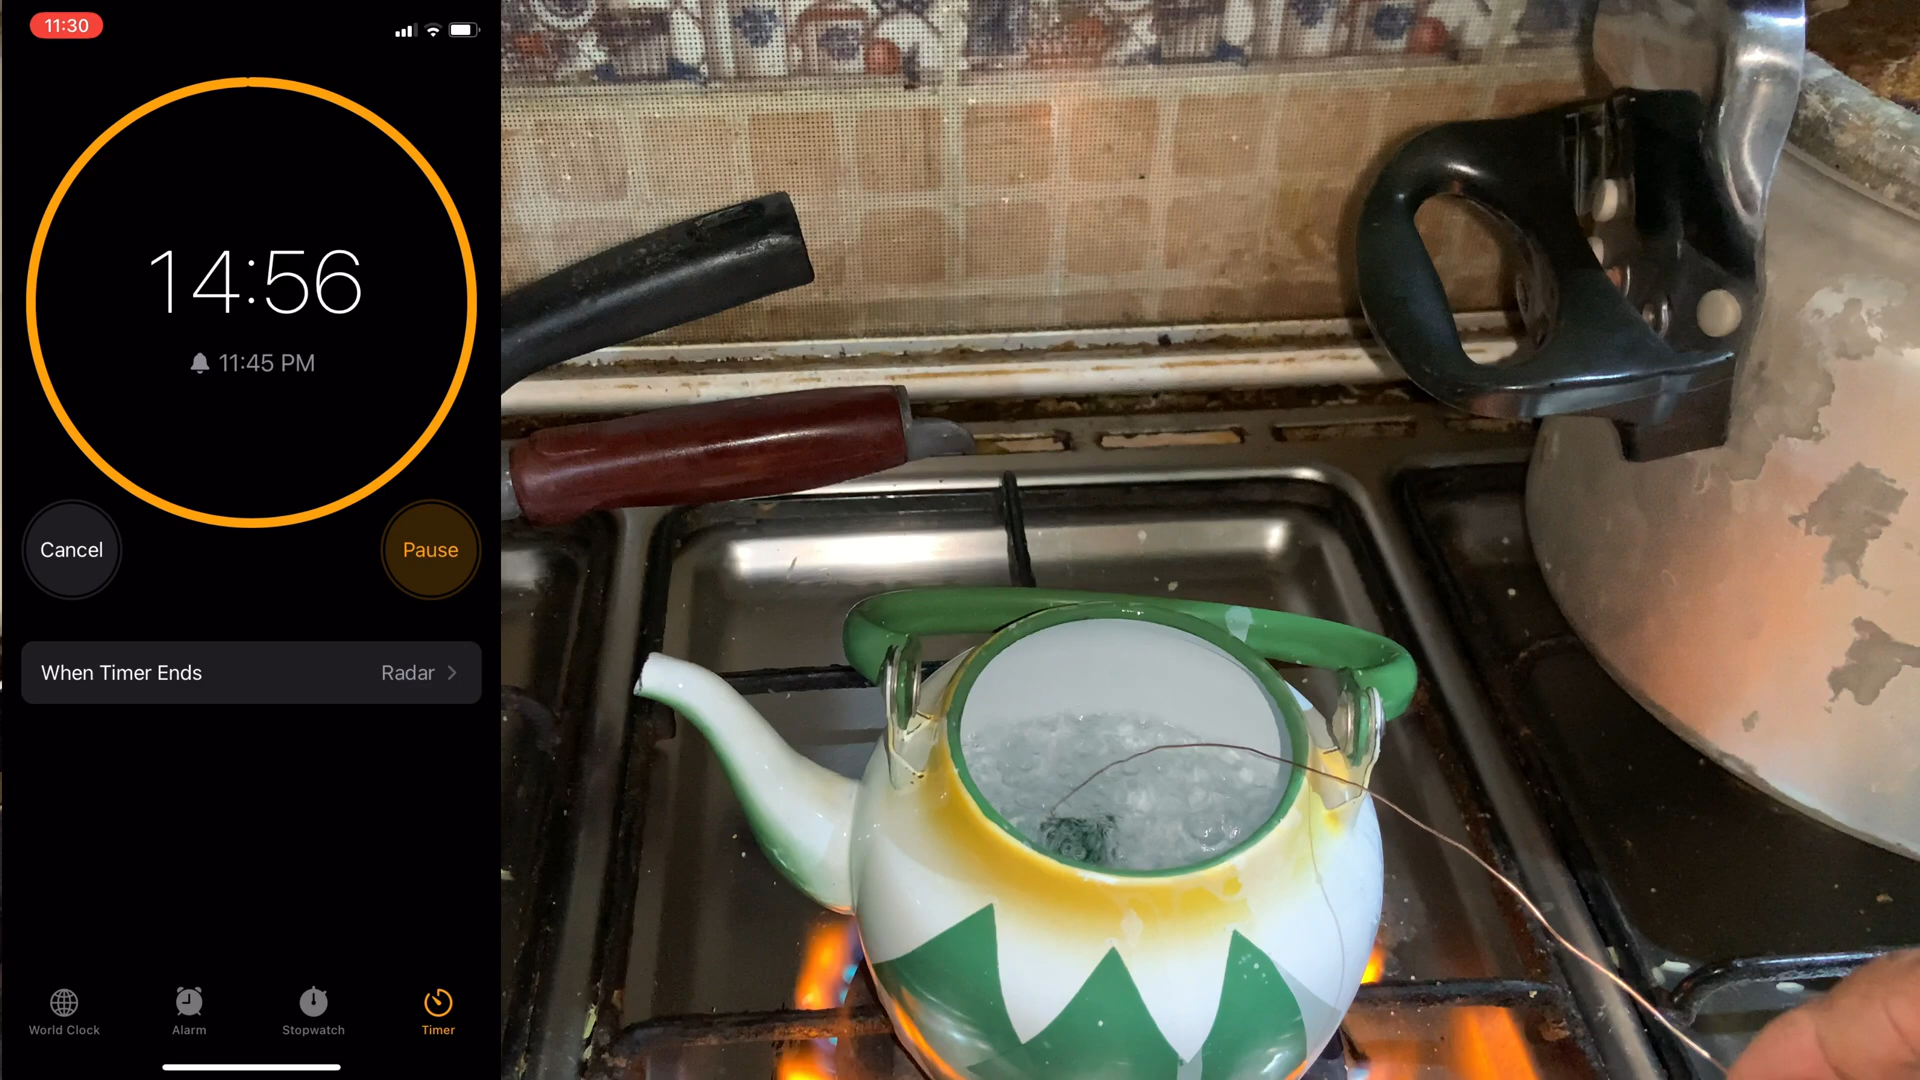 11:30
14:56
11:45 PM
Cancel
Pause
When Timer Ends
Radar
World Clock
Alarm
Stopwatch
Timer